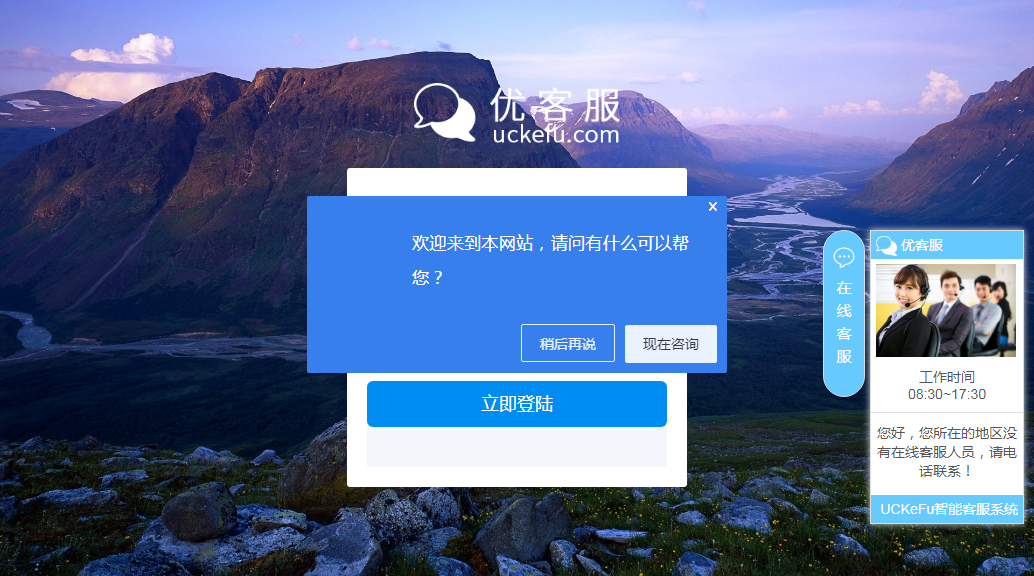 优客服
uckefu.com
欢迎来到本网站，请问有什么可以帮
您？
稍后再说
现在咨询
立即登陆
在
线
客
服
优客服
工作时间
08:30~17:30
您好，您所在的地区没
有在线客服人员，请电
话联系！
UCKeFu智能客服系统